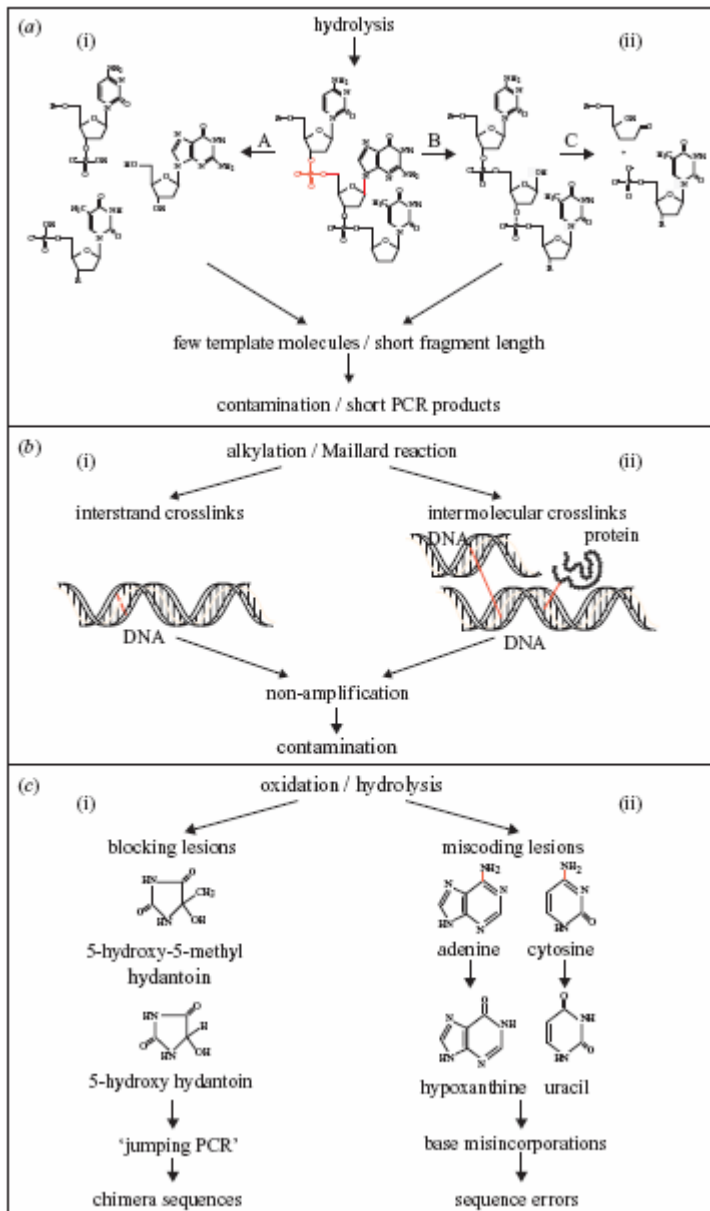 (a)
hydrolysis
(i)
(ii)
A
B
C
few template molecules / short fragment length
contamination / short PCR products
(b)
alkylation / Maillard reaction
(i)
(ii)
interstrand crosslinks
intermolecular crosslinks
DNA
protein
DNA
DNA
non-amplification
contamination
(c)
oxidation / hydrolysis
(i)
(ii)
blocking lesions
miscoding lesions
5-hydroxy-5-methyl
hydantoin
adenine
cytosine
5-hydroxy hydantoin
hypoxanthine
uracil
‘jumping PCR’
base misincorporations
chimera sequences
sequence errors